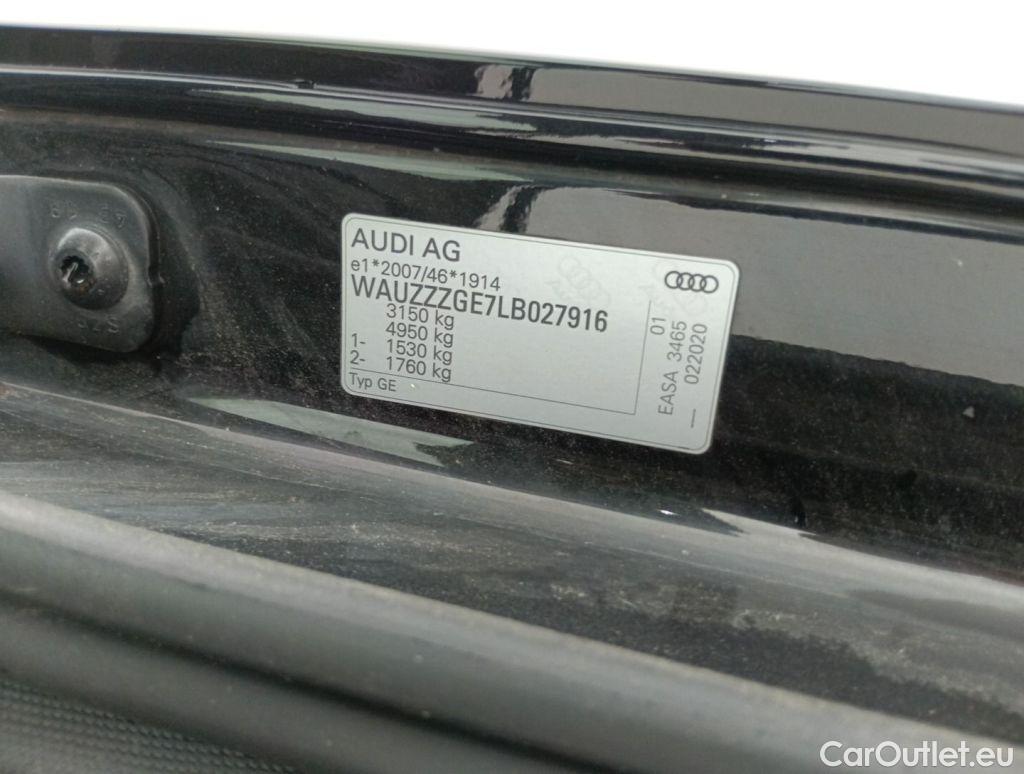 AUDI AG
e1*2007/46*1914
WAUZZZGE7LB027916
3150 kg
4950 kg
1- 1530 kg
2- 1760 kg
Typ GE
EASA 3465 01
— 022020
CarOutlet.eu